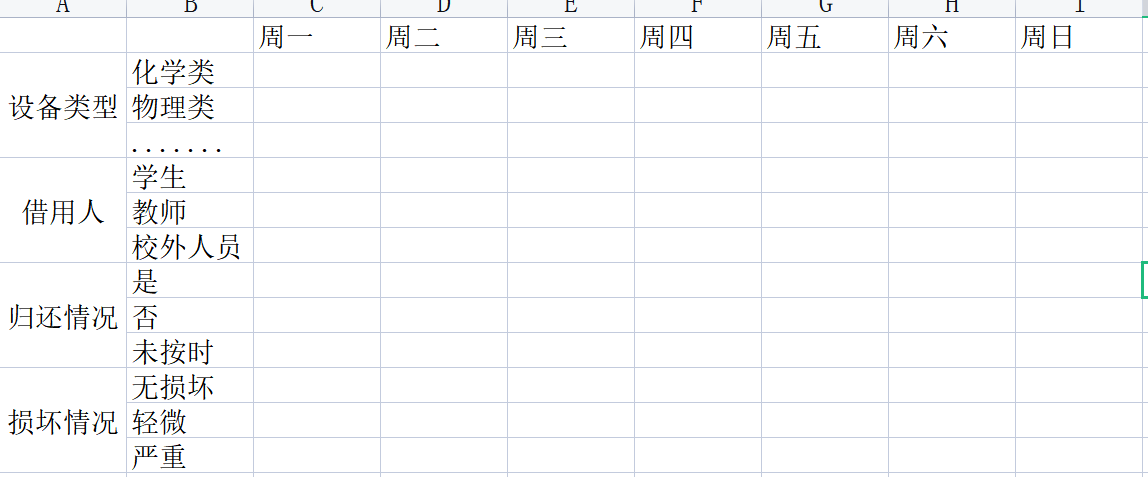 A B C D E F G H I
周一 周二 周三 周四 周五 周六 周日
化学类
设备类型 物理类
.......
学生
借用人 教师
校外人员
是
归还情况 否
未按时
无损坏
损坏情况 轻微
严重